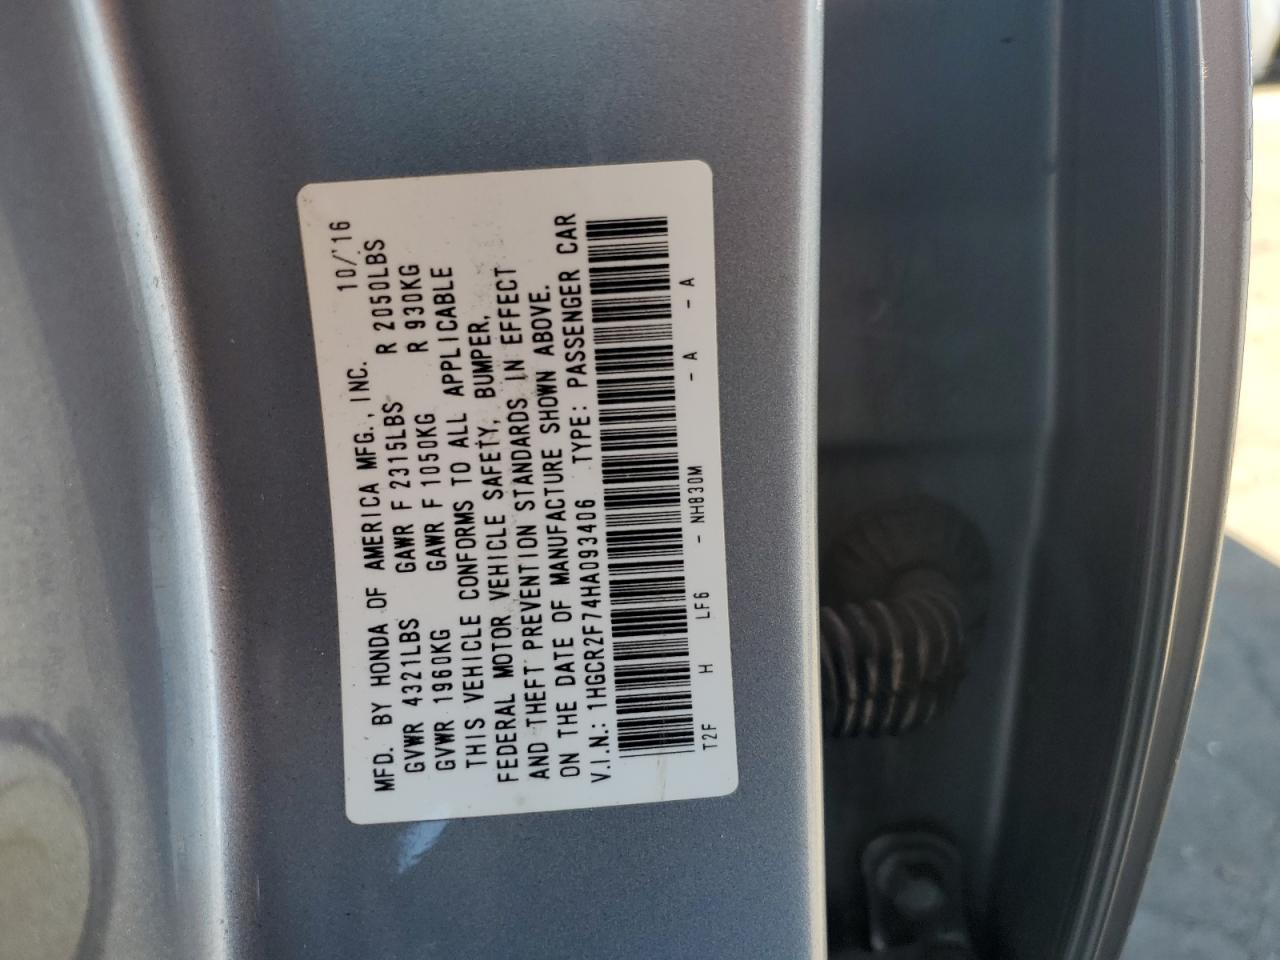 MFD. BY HONDA OF AMERICA MFG., INC. 10/'16
GVWR 4321LBS GAWR F 2315LBS R 2050LBS
GVWR 1960KG GAWR F 1050KG R 930KG
THIS VEHICLE CONFORMS TO ALL APPLICABLE
FEDERAL MOTOR VEHICLE SAFETY, BUMPER,
AND THEFT PREVENTION STANDARDS IN EFFECT
ON THE DATE OF MANUFACTURE SHOWN ABOVE.
V.I.N.: 1HGCR2F74HA093406 TYPE: PASSENGER CAR
T2F H LF6 - NH830M - A - A